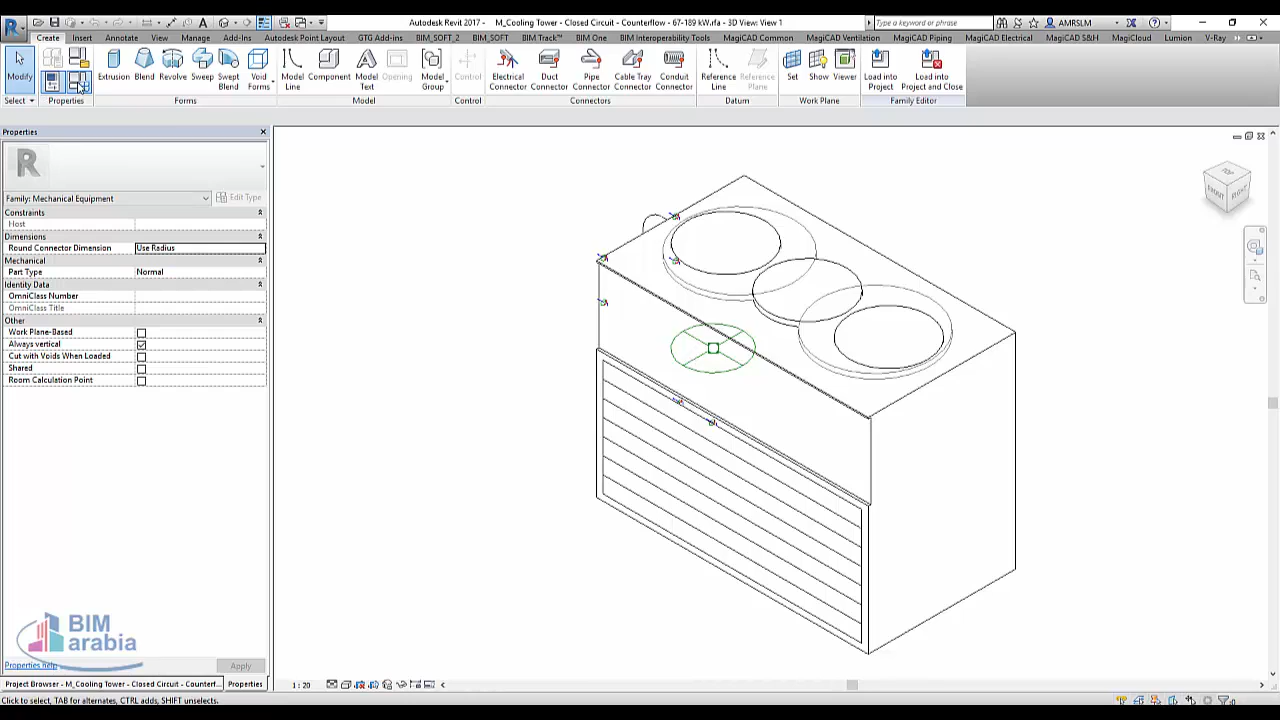 Autodesk Revit 2017 - M_Cooling Tower - Closed Circuit - Counterflow - 67-189 kW.rfa - 3D View: View 1
Type a keyword or phrase
AMRSLM
Create Insert Annotate View Manage Add-Ins Autodesk Point Layout GTG Add-ins BIM_SOFT_2 BIM_SOFT BIM Track™ BIM One BIM Interoperability Tools MagiCAD Common MagiCAD Ventilation MagiCAD Piping MagiCAD Electrical MagiCAD S&H MagiCloud Lumion V-Ray
Modify Extrusion Blend Revolve Sweep Swept Blend Void Forms Model Line Component Model Text Opening Model Group Control Electrical Connector Duct Connector Pipe Connector Cable Tray Connector Conduit Connector Reference Line Reference Plane Set Show Viewer Load into Project Load into Project and Close
Select Properties Forms Model Control Connectors Datum Work Plane Family Editor
Properties
R
Family: Mechanical Equipment Edit Type
Constraints
Host
Dimensions
Round Connector Dimension Use Radius
Mechanical
Part Type Normal
Identity Data
OmniClass Number
OmniClass Title
Other
Work Plane-Based
Always vertical
Cut with Voids When Loaded
Shared
Room Calculation Point
TOP
FRONT
RIGHT
BIM
arabia
Properties help Apply
Project Browser - M_Cooling Tower - Closed Circuit - Counterf... Properties
1 : 20
Click to select, TAB for alternates, CTRL adds, SHIFT unselects.
:0